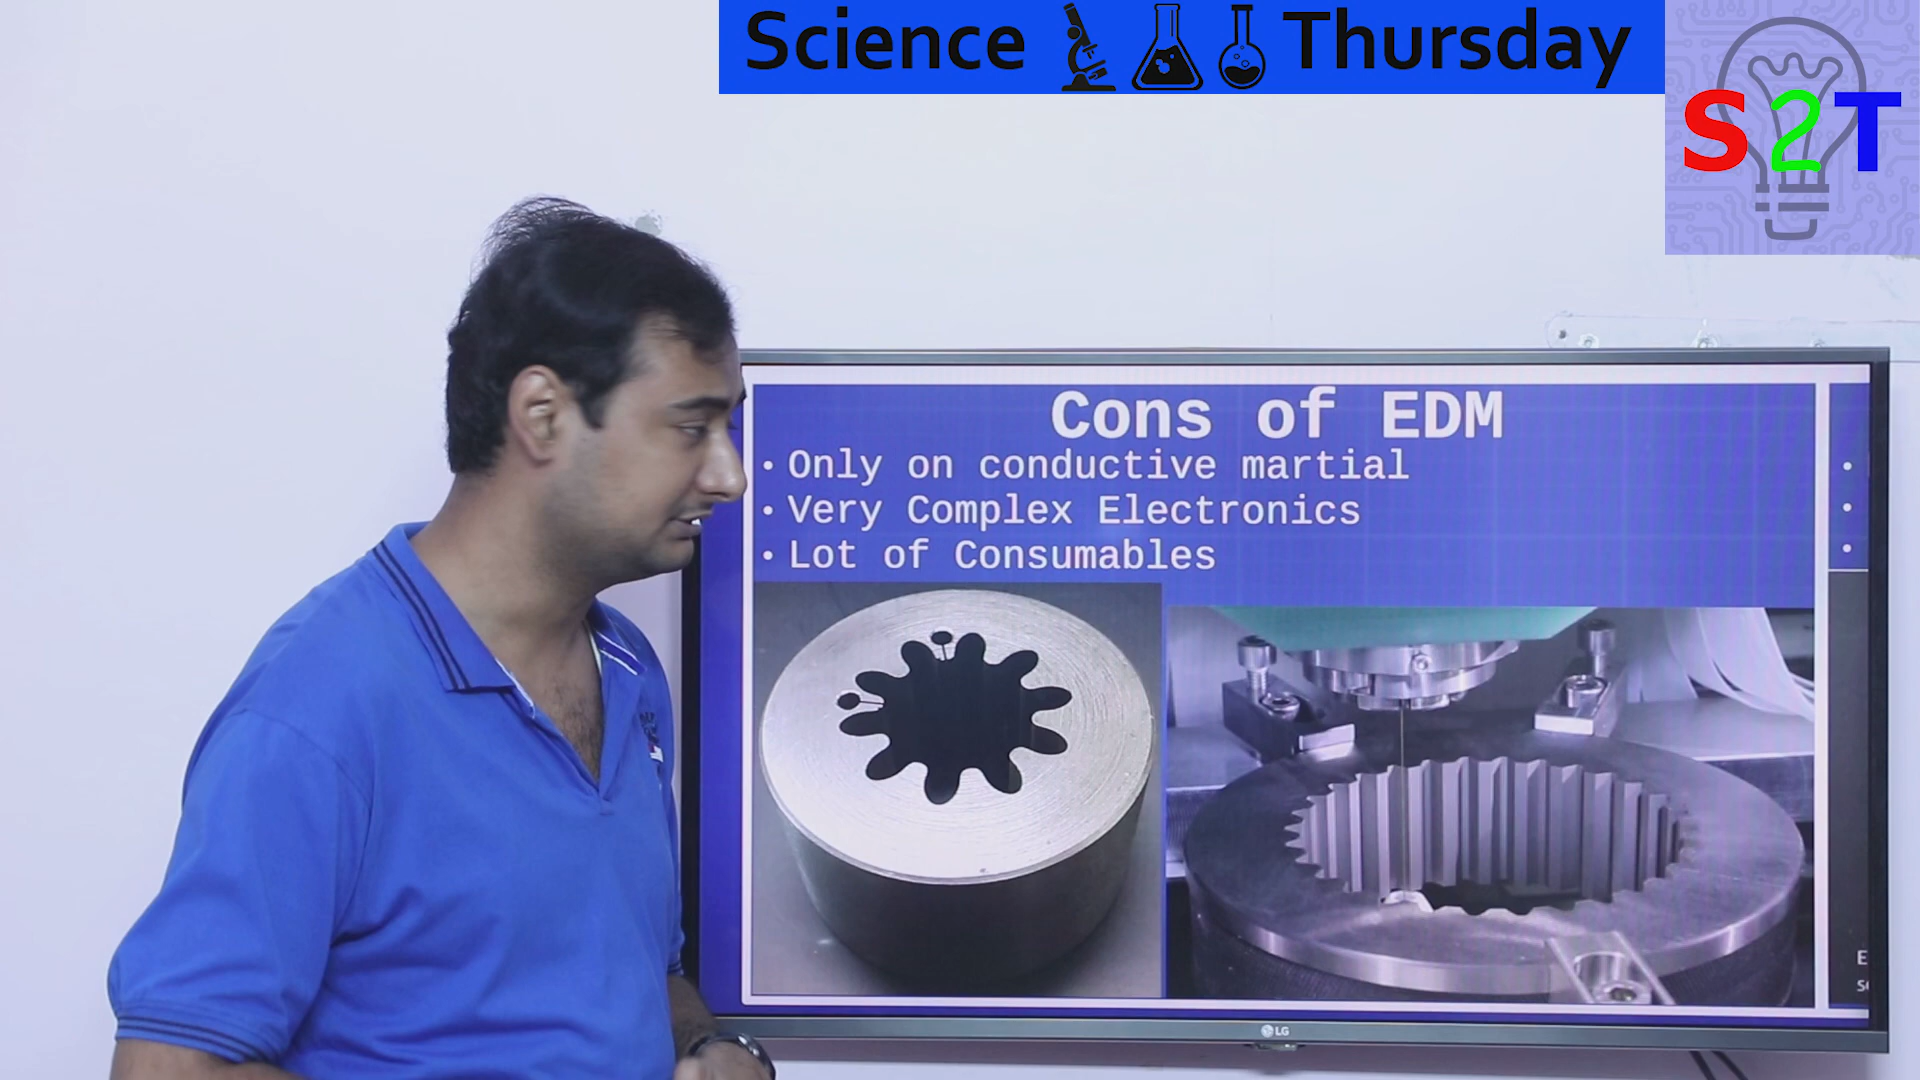 Science Thursday
S2T
Cons of EDM
• Only on conductive martial
• Very Complex Electronics
• Lot of Consumables
E
LG